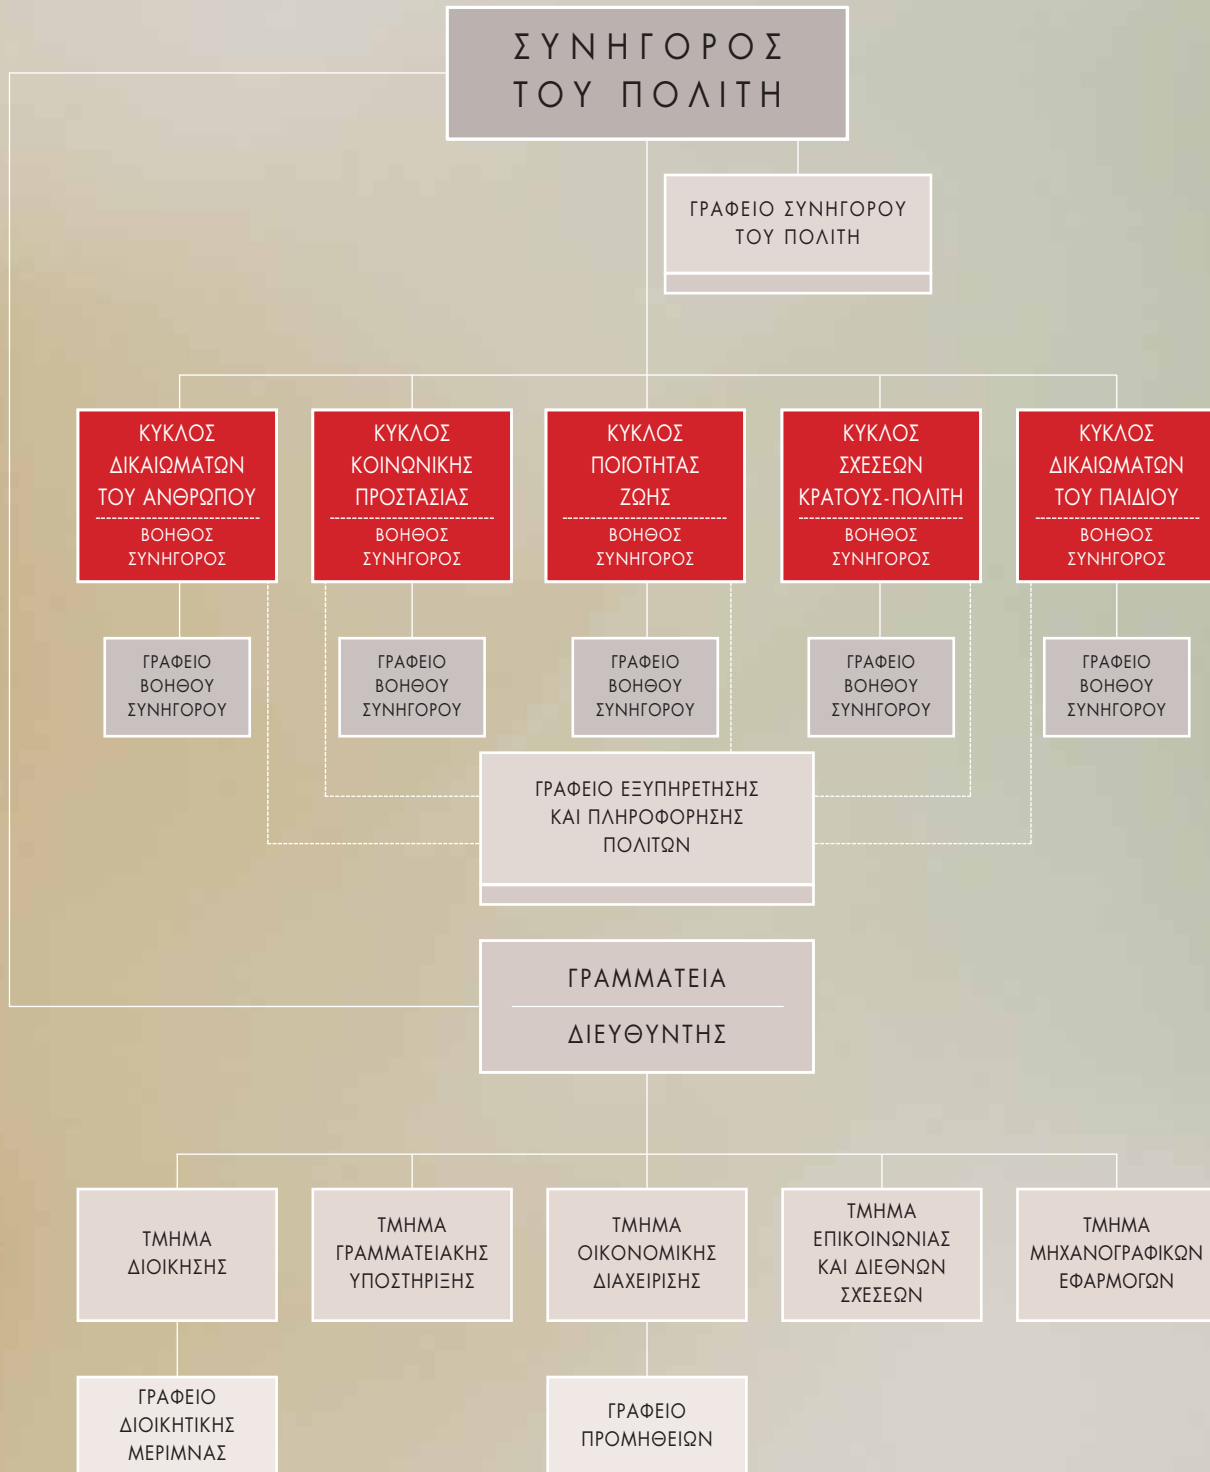 ΣΥΝΗΓΟΡΟΣ
ΤΟΥ ΠΟΛΙΤΗ
ΓΡΑΦΕΙΟ ΣΥΝΗΓΟΡΟΥ
ΤΟΥ ΠΟΛΙΤΗ
ΚΥΚΛΟΣ
ΔΙΚΑΙΩΜΑΤΩΝ
ΤΟΥ ΑΝΘΡΩΠΟΥ
ΒΟΗΘΟΣ
ΣΥΝΗΓΟΡΟΣ
ΚΥΚΛΟΣ
ΚΟΙΝΩΝΙΚΗΣ
ΠΡΟΣΤΑΣΙΑΣ
ΒΟΗΘΟΣ
ΣΥΝΗΓΟΡΟΣ
ΚΥΚΛΟΣ
ΠΟΙΟΤΗΤΑΣ
ΖΩΗΣ
ΒΟΗΘΟΣ
ΣΥΝΗΓΟΡΟΣ
ΚΥΚΛΟΣ
ΣΧΕΣΕΩΝ
ΚΡΑΤΟΥΣ-ΠΟΛΙΤΗ
ΒΟΗΘΟΣ
ΣΥΝΗΓΟΡΟΣ
ΚΥΚΛΟΣ
ΔΙΚΑΙΩΜΑΤΩΝ
ΤΟΥ ΠΑΙΔΙΟΥ
ΒΟΗΘΟΣ
ΣΥΝΗΓΟΡΟΣ
ΓΡΑΦΕΙΟ
ΒΟΗΘΟΥ
ΣΥΝΗΓΟΡΟΥ
ΓΡΑΦΕΙΟ
ΒΟΗΘΟΥ
ΣΥΝΗΓΟΡΟΥ
ΓΡΑΦΕΙΟ
ΒΟΗΘΟΥ
ΣΥΝΗΓΟΡΟΥ
ΓΡΑΦΕΙΟ
ΒΟΗΘΟΥ
ΣΥΝΗΓΟΡΟΥ
ΓΡΑΦΕΙΟ
ΒΟΗΘΟΥ
ΣΥΝΗΓΟΡΟΥ
ΓΡΑΦΕΙΟ ΕΞΥΠΗΡΕΤΗΣΗΣ
ΚΑΙ ΠΛΗΡΟΦΟΡΗΣΗΣ
ΠΟΛΙΤΩΝ
ΓΡΑΜΜΑΤΕΙΑ
ΔΙΕΥΘΥΝΤΗΣ
ΤΜΗΜΑ
ΔΙΟΙΚΗΣΗΣ
ΤΜΗΜΑ
ΓΡΑΜΜΑΤΕΙΑΚΗΣ
ΥΠΟΣΤΗΡΙΞΗΣ
ΤΜΗΜΑ
ΟΙΚΟΝΟΜΙΚΗΣ
ΔΙΑΧΕΙΡΙΣΗΣ
ΤΜΗΜΑ
ΕΠΙΚΟΙΝΩΝΙΑΣ
ΚΑΙ ΔΙΕΘΝΩΝ
ΣΧΕΣΕΩΝ
ΤΜΗΜΑ
ΜΗΧΑΝΟΓΡΑΦΙΚΩΝ
ΕΦΑΡΜΟΓΩΝ
ΓΡΑΦΕΙΟ
ΔΙΟΙΚΗΤΙΚΗΣ
ΜΕΡΙΜΝΑΣ
ΓΡΑΦΕΙΟ
ΠΡΟΜΗΘΕΙΩΝ